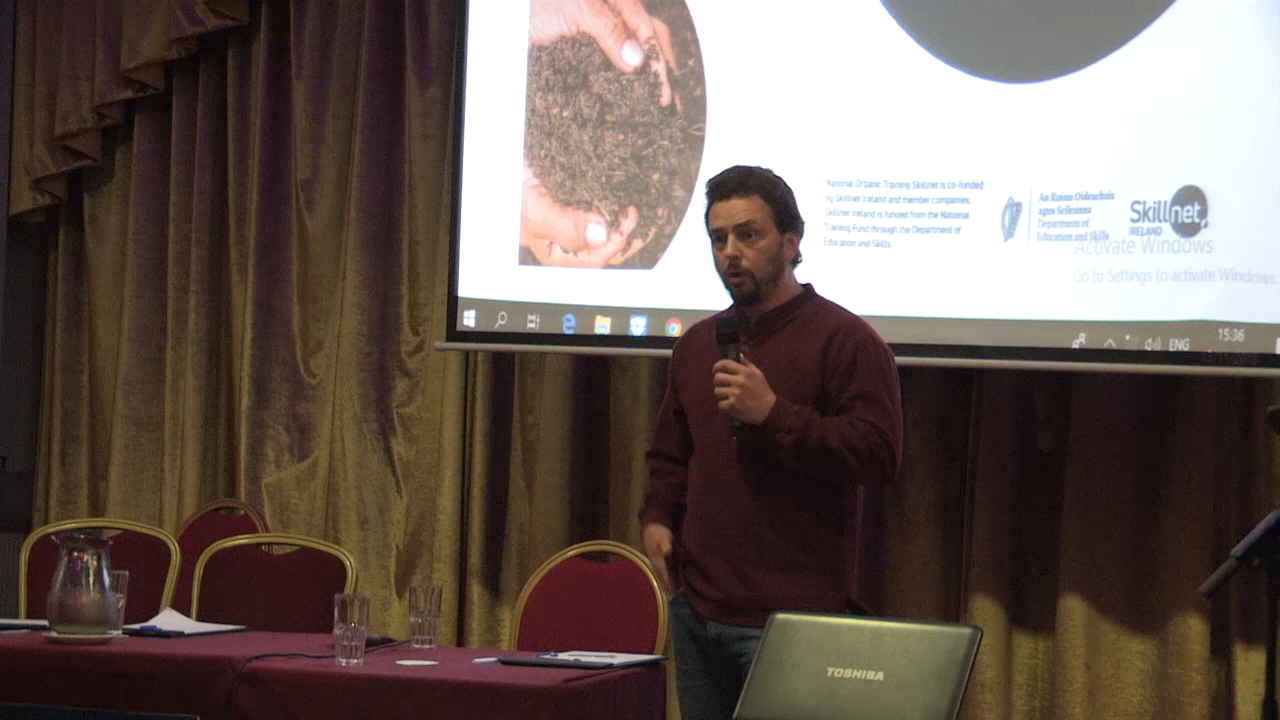 National Organic Training Skillnet is co-funded
by Skillnet Ireland and member companies.
Skillnet Ireland is funded from the National
Training Fund through the Department of
Education and Skills.
An Roinn Oideachais
agus Scileanna
Department of
Education and Skills
Skillnet
IRELAND
Activate Windows
Go to Settings to activate Windows.
ENG
15:36
TOSHIBA